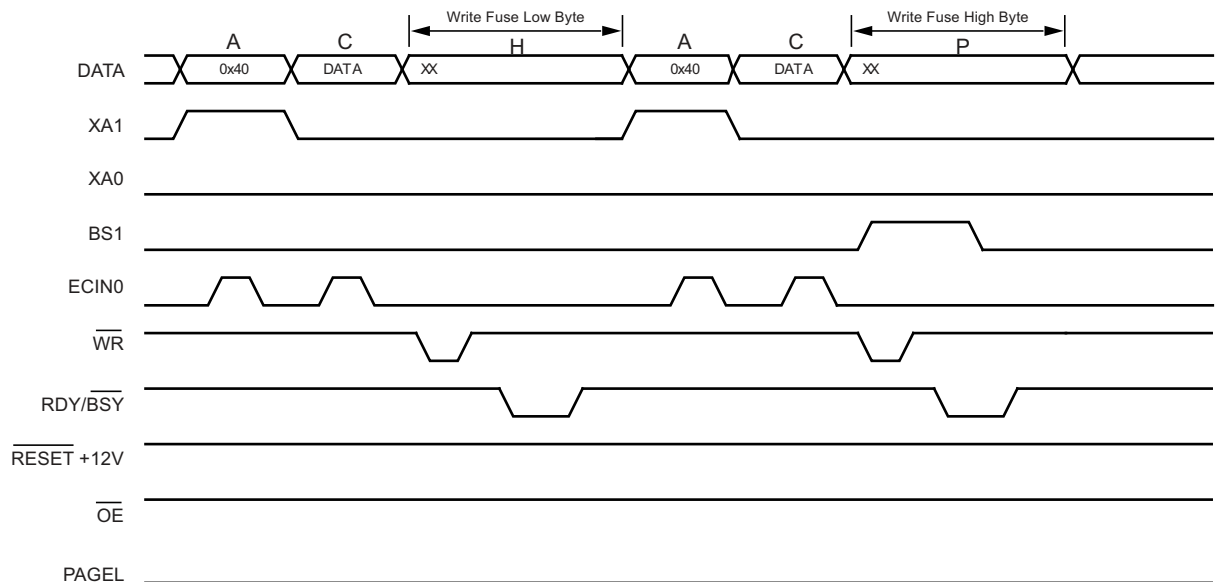 Write Fuse Low Byte
Write Fuse High Byte
A
C
H
A
C
P
DATA
0x40
DATA
XX
0x40
DATA
XX
XA1
XA0
BS1
ECIN0
WR
RDY/BSY
RESET +12V
OE
PAGEL